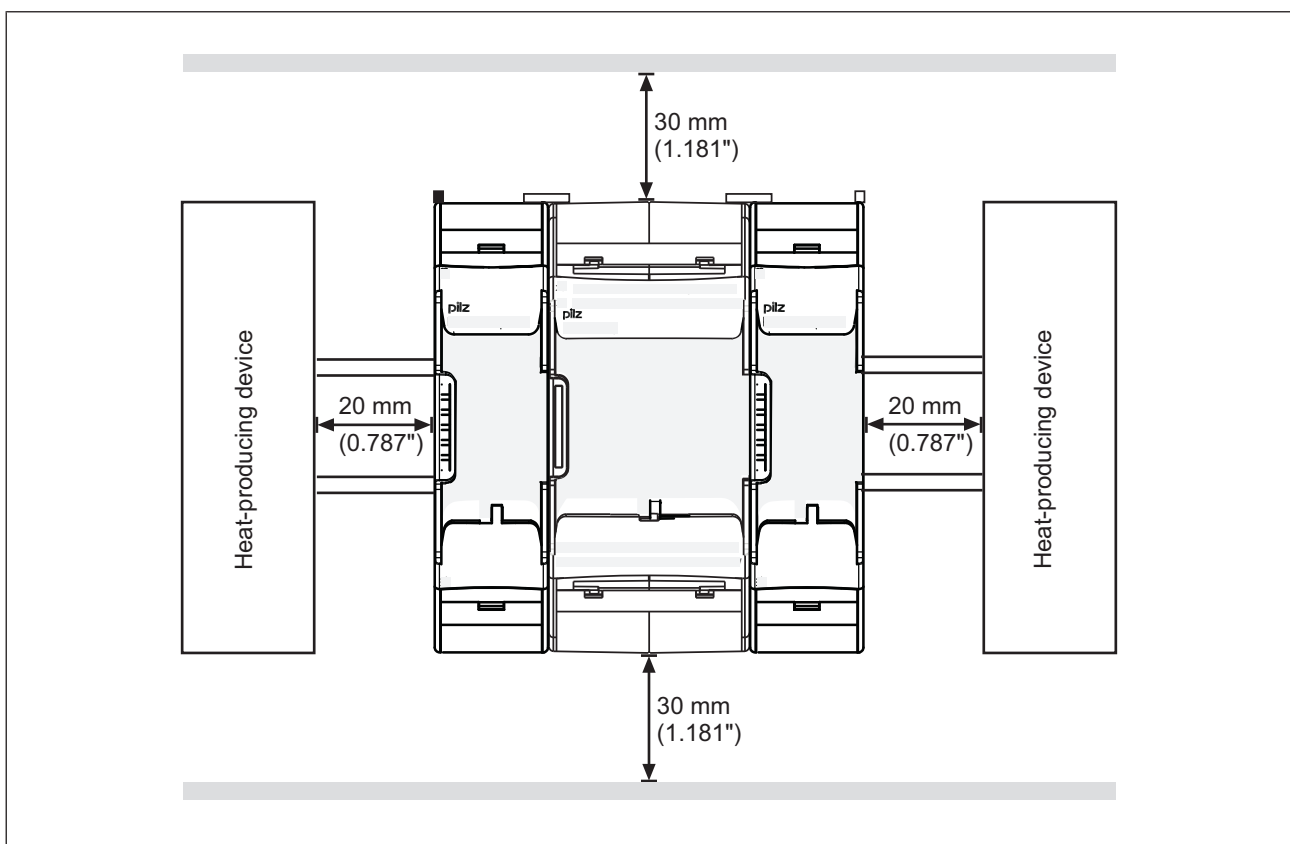 30 mm
(1.181")
pilz
pilz
pilz
Heat-producing device
20 mm
(0.787")
20 mm
(0.787")
Heat-producing device
30 mm
(1.181")